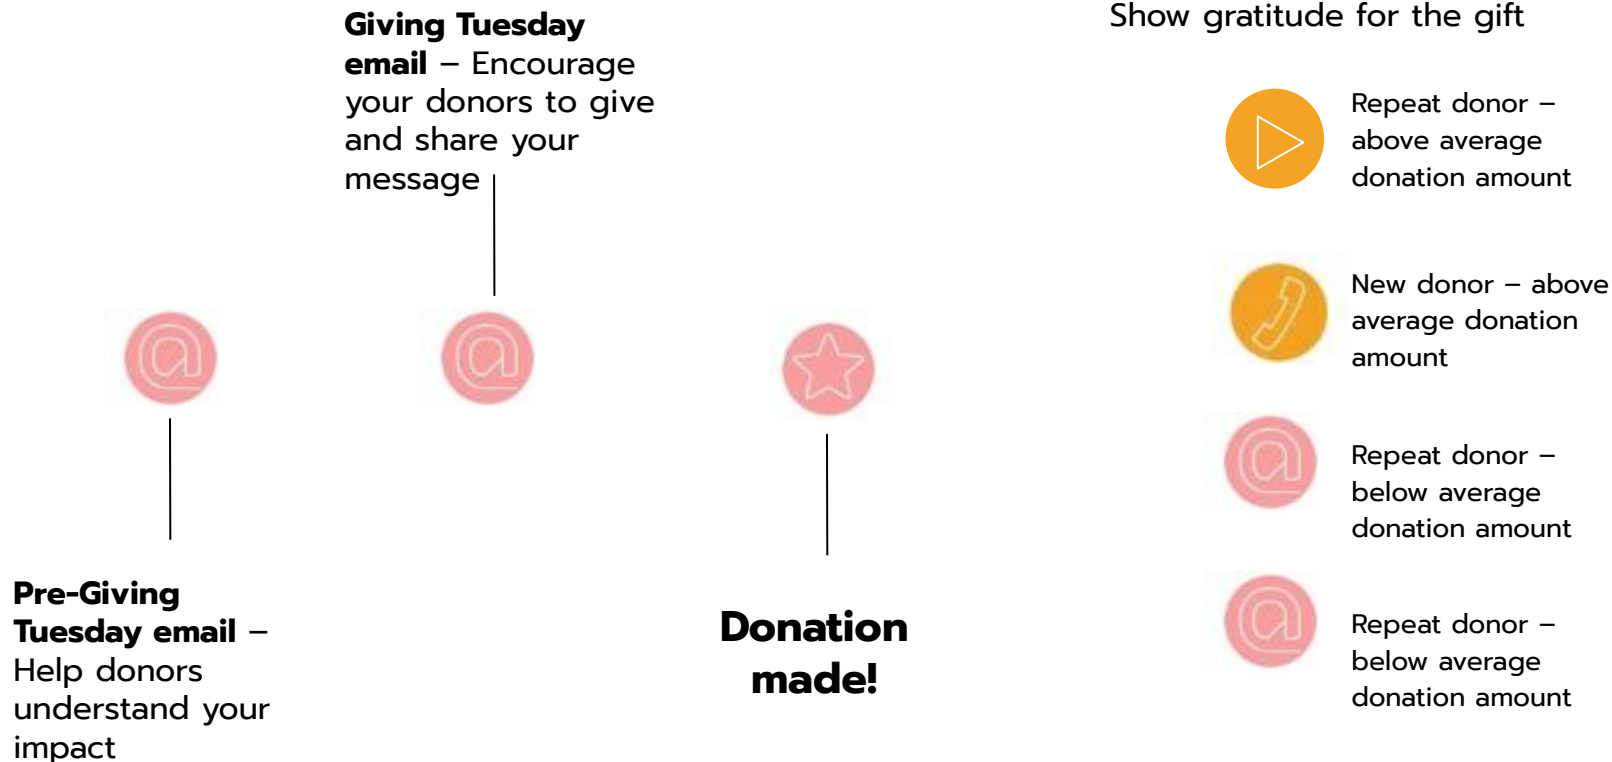 Giving Tuesday
email – Encourage
your donors to give
and share your
message
Pre-Giving
Tuesday email –
Help donors
understand your
impact
Donation
made!
Show gratitude for the gift
Repeat donor –
above average
donation amount
New donor – above
average donation
amount
Repeat donor –
below average
donation amount
Repeat donor –
below average
donation amount